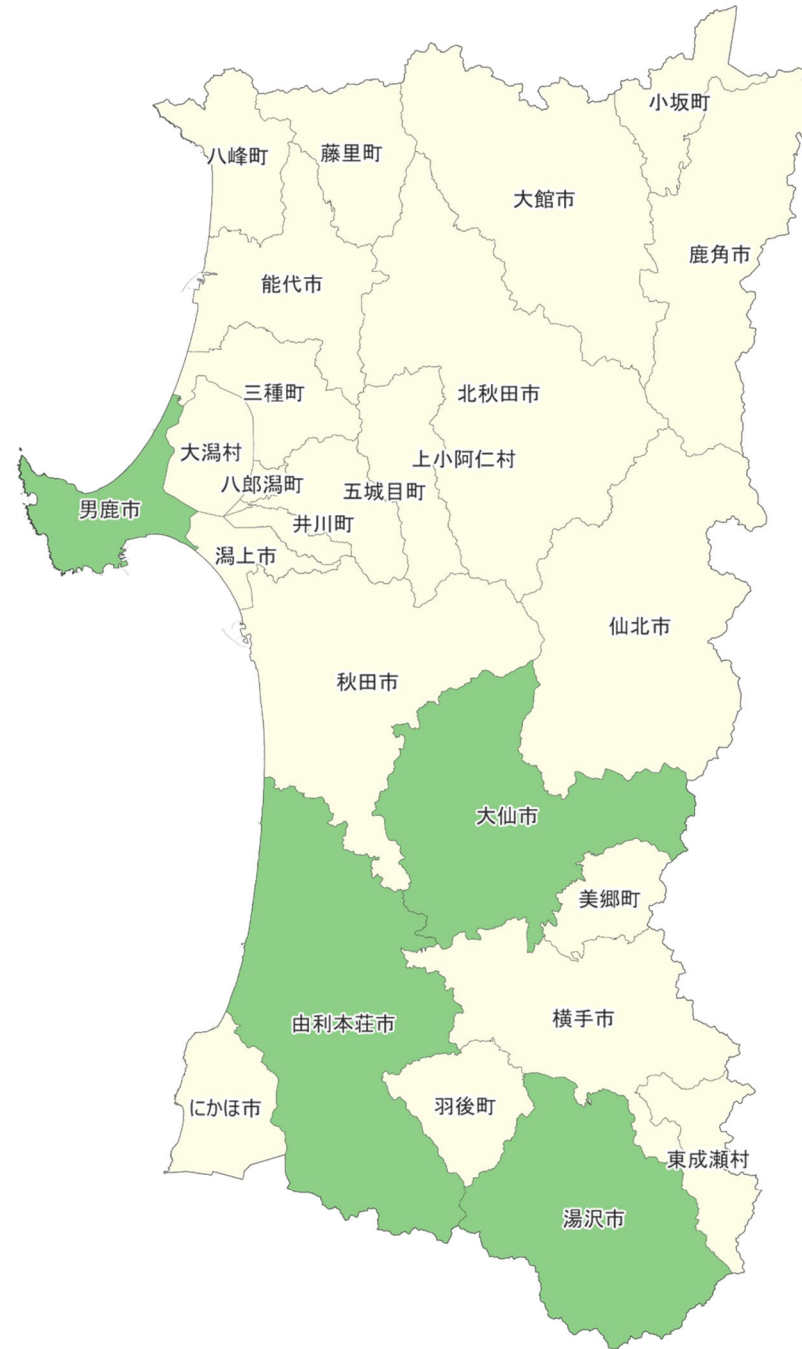 小坂町
八峰町
藤里町
大館市
鹿角市
能代市
三種町
北秋田市
大潟村
上小阿仁村
八郎潟町
五城目町
男鹿市
井川町
潟上市
仙北市
秋田市
大仙市
美郷町
横手市
由利本荘市
にかほ市
羽後町
東成瀬村
湯沢市